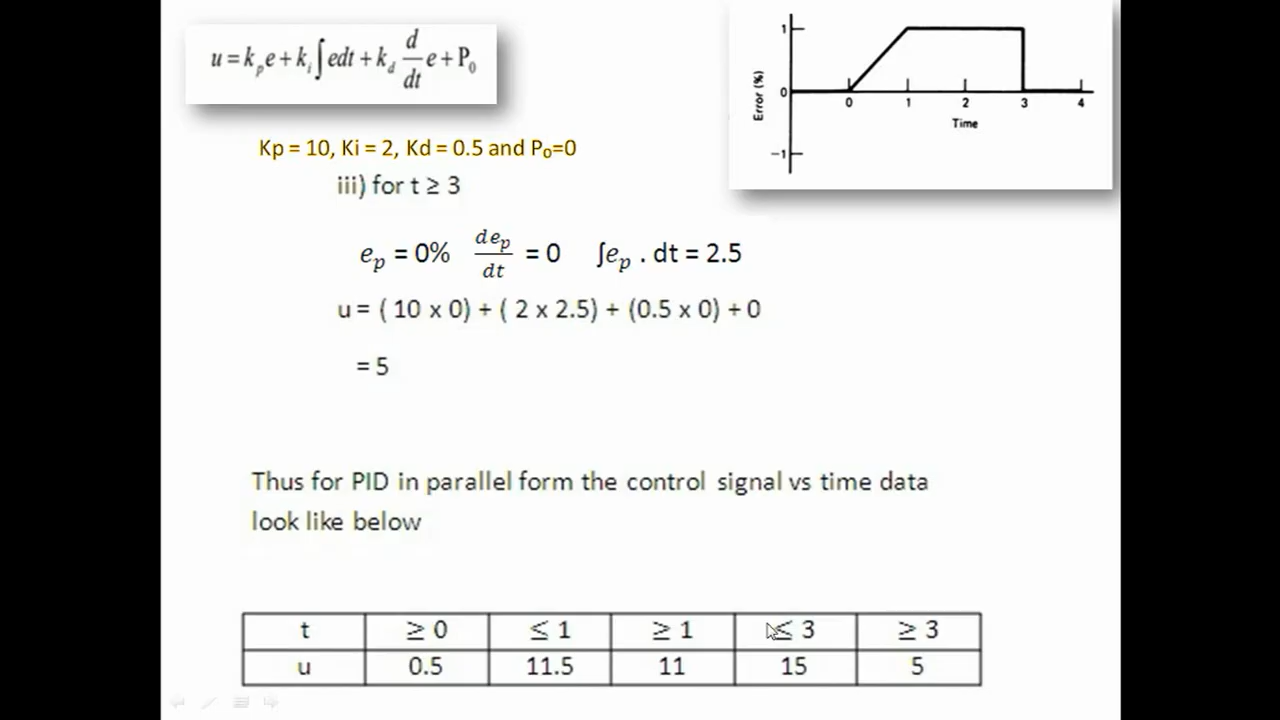 u = k_p e + k_i ∫edt + k_d d/dt e + P_0
1
0
-1
Error (%)
0 1 2 3 4
Time
Kp = 10, Ki = 2, Kd = 0.5 and P₀=0
iii) for t ≥ 3
e_p = 0% de_p/dt = 0 ∫e_p . dt = 2.5
u = ( 10 x 0) + ( 2 x 2.5) + (0.5 x 0) + 0
= 5
Thus for PID in parallel form the control signal vs time data
look like below
t ≥ 0 ≤ 1 ≥ 1 ≤ 3 ≥ 3
u 0.5 11.5 11 15 5